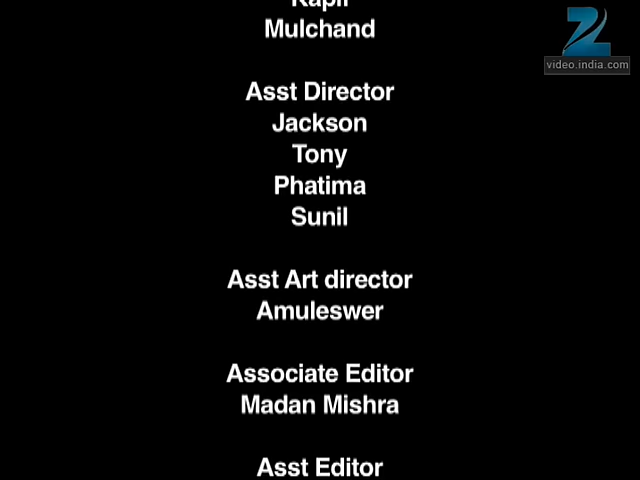 Kapil
Mulchand
video.india.com
Asst Director
Jackson
Tony
Phatima
Sunil
Asst Art director
Amuleswer
Associate Editor
Madan Mishra
Asst Editor